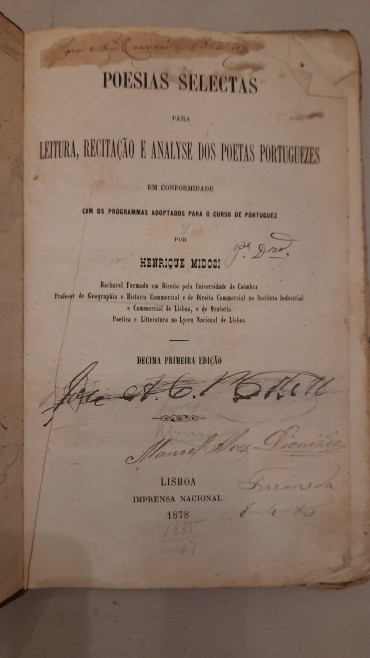 POESIAS SELECTAS
PARA
LEITURA, RECITAÇÃO E ANALYSE DOS POETAS PORTUGUEZES
EM CONFORMIDADE
COM OS PROGRAMMAS ADOPTADOS PARA O CURSO DE PORTUGUEZ
POR
HENRIQUE MIDOSI
Bacharel Formado em Direito pela Universidade de Coimbra
Professor de Geographia e Historia Commercial e de Direito Commercial no Instituto Industrial
e Commercial de Lisboa, e de Oratoria
Poetica e Litteratura no Lyceu Nacional de Lisboa
DECIMA PRIMEIRA EDIÇÃO
Manoel Alves
LISBOA
IMPRENSA NACIONAL
1878
1885